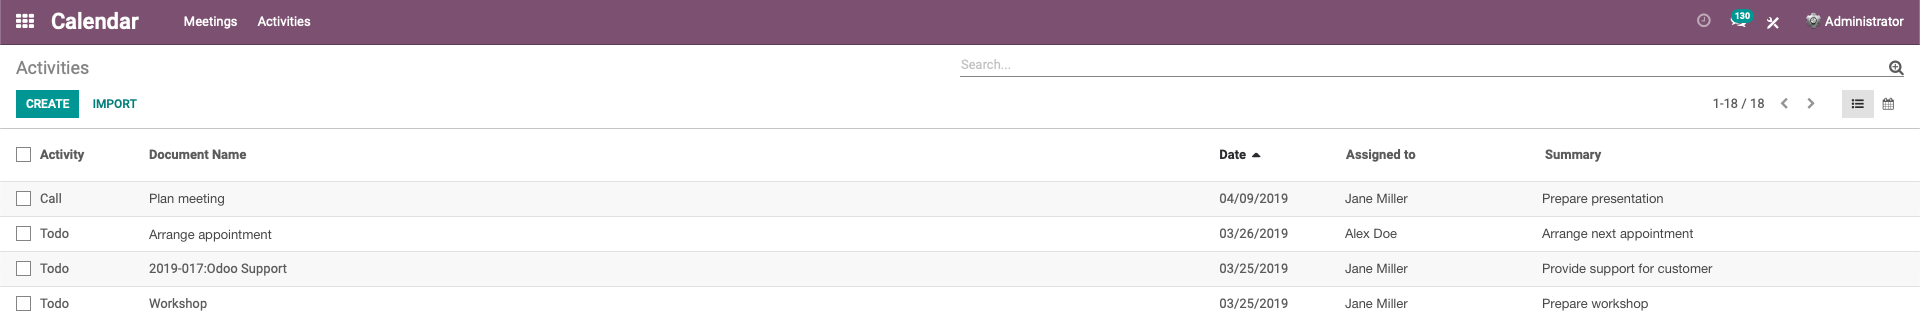 Calendar Meetings Activities 130 Administrator
Activities Search...
CREATE IMPORT 1-18 / 18
Activity Document Name Date Assigned to Summary
Call Plan meeting 04/09/2019 Jane Miller Prepare presentation
Todo Arrange appointment 03/26/2019 Alex Doe Arrange next appointment
Todo 2019-017:Odoo Support 03/25/2019 Jane Miller Provide support for customer
Todo Workshop 03/25/2019 Jane Miller Prepare workshop